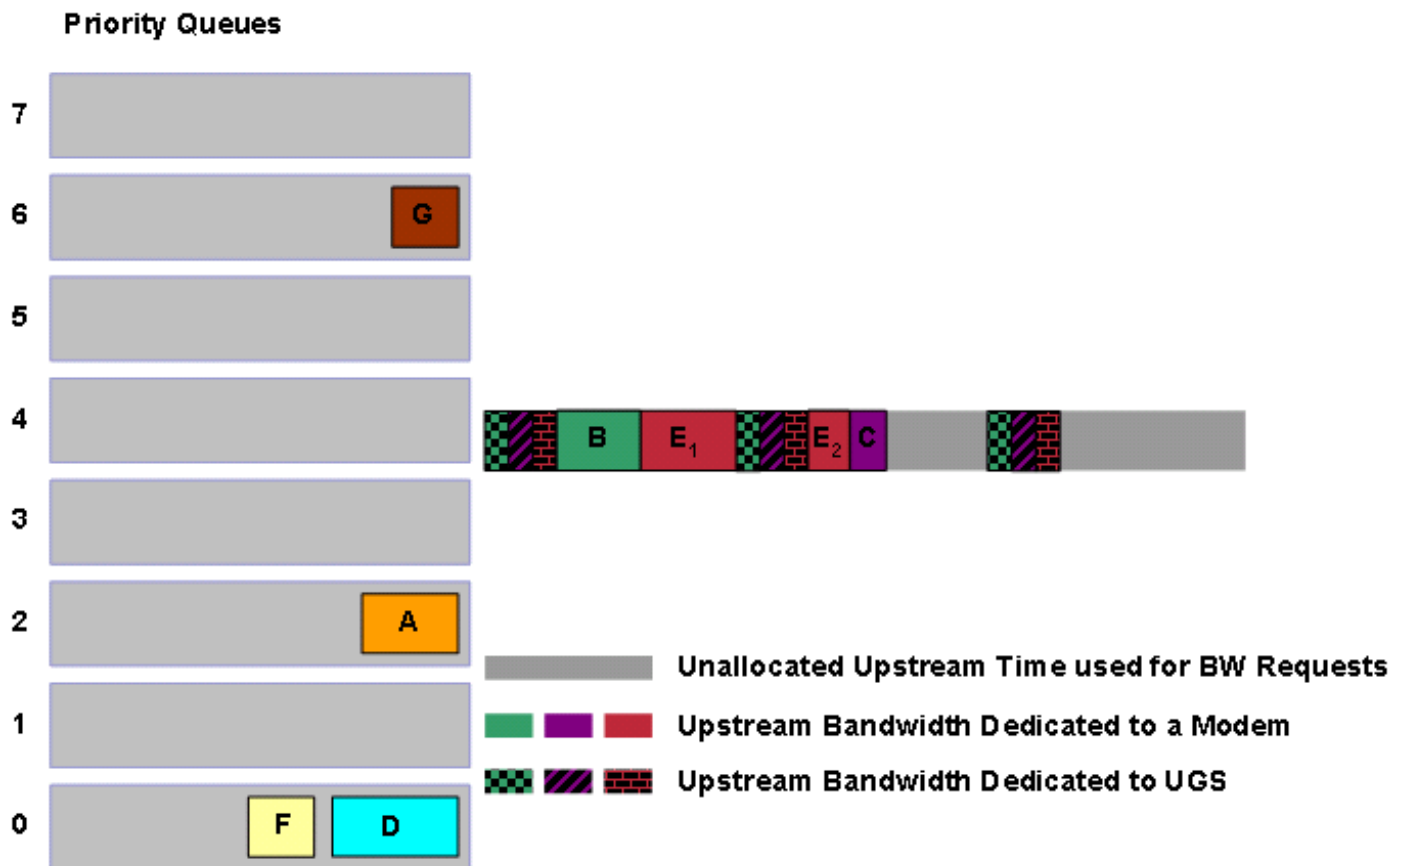 Priority Queues
7
6 G
5
4 B E1 E2 C
3
2 A
Unallocated Upstream Time used for BW Requests
1 Upstream Bandwidth Dedicated to a Modem
Upstream Bandwidth Dedicated to UGS
0 F D